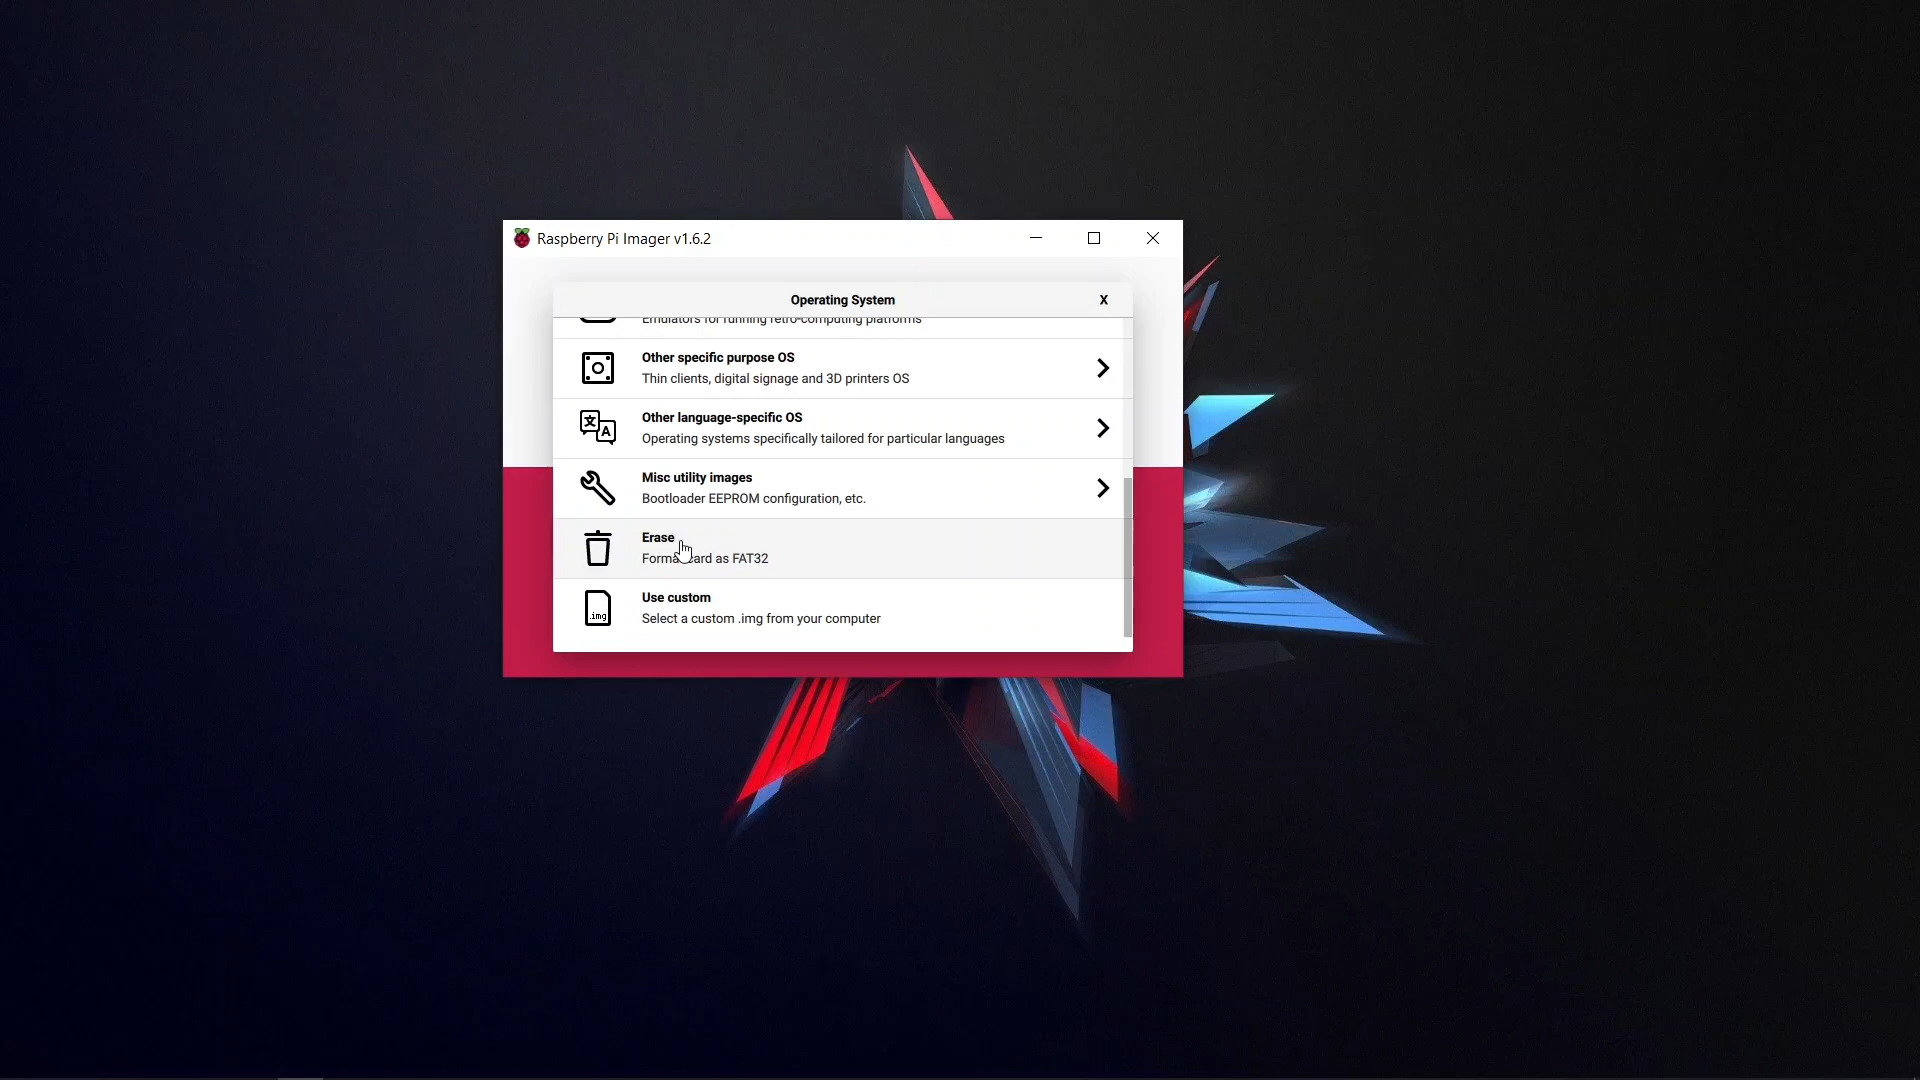 Raspberry Pi Imager v1.6.2
Operating System
X
Emulators for running retro-computing platforms
Other specific purpose OS
Thin clients, digital signage and 3D printers OS
文
A
Other language-specific OS
Operating systems specifically tailored for particular languages
Misc utility images
Bootloader EEPROM configuration, etc.
Erase
Format card as FAT32
.img
Use custom
Select a custom .img from your computer